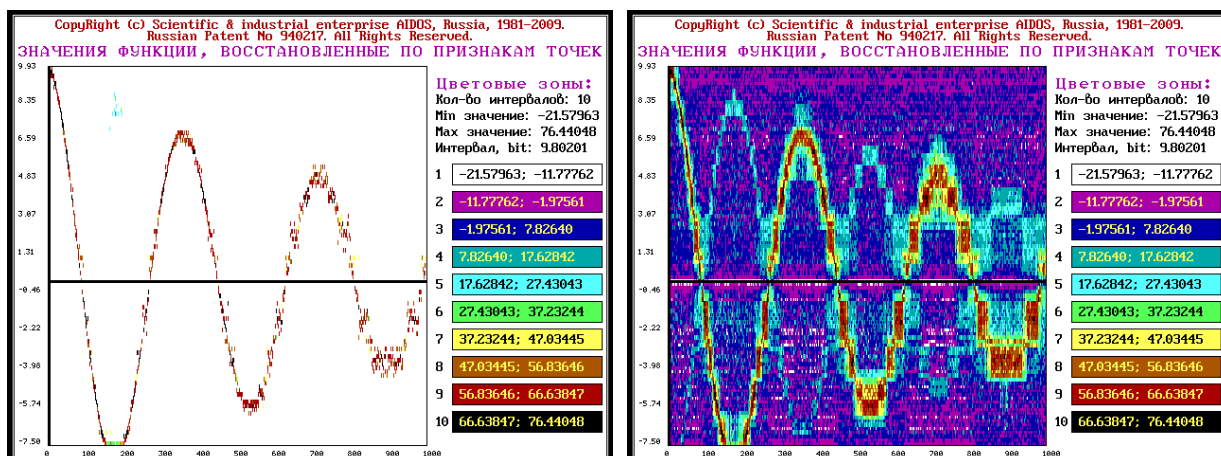 CopyRight (c) Scientific & industrial enterprise AIDOS, Russia, 1981-2009.
Russian Patent No 940217. All Rights Reserved.
ЗНАЧЕНИЯ ФУНКЦИИ, ВОССТАНОВЛЕННЫЕ ПО ПРИЗНАКАМ ТОЧЕК
9.93
8.35
6.59
4.83
3.07
1.31
-0.46
-2.22
-3.98
-5.74
-7.50
0 100 200 300 400 500 600 700 800 900 1000
Цветовые зоны:
Кол-во интервалов: 10
Min значение: -21.57963
Max значение: 76.44048
Интервал, bit: 9.80201
1 -21.57963; -11.77762
2 -11.77762; -1.97561
3 -1.97561; 7.82640
4 7.82640; 17.62842
5 17.62842; 27.43043
6 27.43043; 37.23244
7 37.23244; 47.03445
8 47.03445; 56.83646
9 56.83646; 66.63847
10 66.63847; 76.44048
CopyRight (c) Scientific & industrial enterprise AIDOS, Russia, 1981-2009.
Russian Patent No 940217. All Rights Reserved.
ЗНАЧЕНИЯ ФУНКЦИИ, ВОССТАНОВЛЕННЫЕ ПО ПРИЗНАКАМ ТОЧЕК
9.93
8.35
6.59
4.83
3.07
1.31
-0.46
-2.22
-3.98
-5.74
-7.50
0 100 200 300 400 500 600 700 800 900 1000
Цветовые зоны:
Кол-во интервалов: 10
Min значение: -21.57963
Max значение: 76.44048
Интервал, bit: 9.80201
1 -21.57963; -11.77762
2 -11.77762; -1.97561
3 -1.97561; 7.82640
4 7.82640; 17.62842
5 17.62842; 27.43043
6 27.43043; 37.23244
7 37.23244; 47.03445
8 47.03445; 56.83646
9 56.83646; 66.63847
10 66.63847; 76.44048